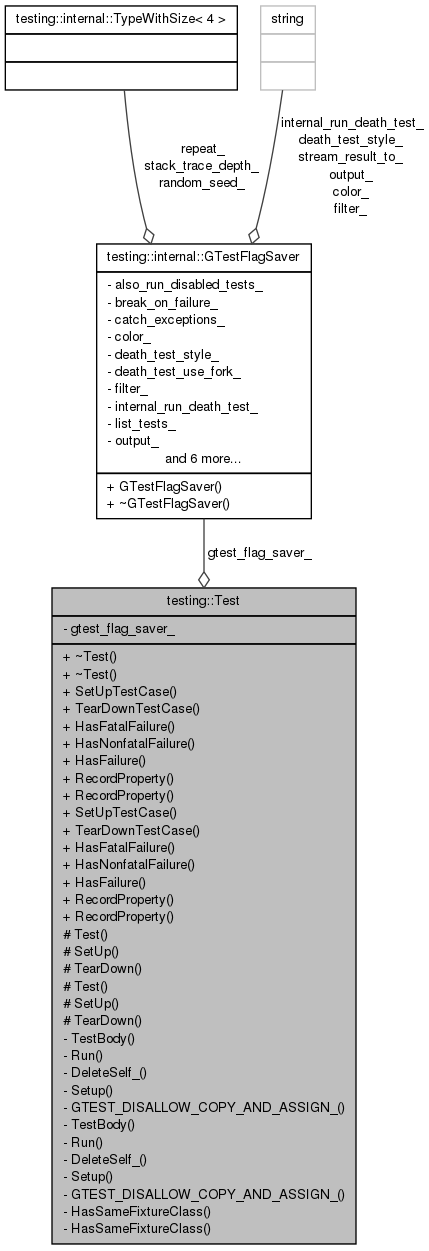 testing::internal::TypeWithSize< 4 >
string
repeat_
stack_trace_depth_
random_seed_
internal_run_death_test_
death_test_style_
stream_result_to_
output_
color_
filter_
testing::internal::GTestFlagSaver
- also_run_disabled_tests_
- break_on_failure_
- catch_exceptions_
- color_
- death_test_style_
- death_test_use_fork_
- filter_
- internal_run_death_test_
- list_tests_
- output_
and 6 more...
+ GTestFlagSaver()
+ ~GTestFlagSaver()
gtest_flag_saver_
testing::Test
- gtest_flag_saver_
+ ~Test()
+ ~Test()
+ SetUpTestCase()
+ TearDownTestCase()
+ HasFatalFailure()
+ HasNonfatalFailure()
+ HasFailure()
+ RecordProperty()
+ RecordProperty()
+ SetUpTestCase()
+ TearDownTestCase()
+ HasFatalFailure()
+ HasNonfatalFailure()
+ HasFailure()
+ RecordProperty()
+ RecordProperty()
# Test()
# SetUp()
# TearDown()
# Test()
# SetUp()
# TearDown()
- TestBody()
- Run()
- DeleteSelf_()
- Setup()
- GTEST_DISALLOW_COPY_AND_ASSIGN_()
- TestBody()
- Run()
- DeleteSelf_()
- Setup()
- GTEST_DISALLOW_COPY_AND_ASSIGN_()
- HasSameFixtureClass()
- HasSameFixtureClass()